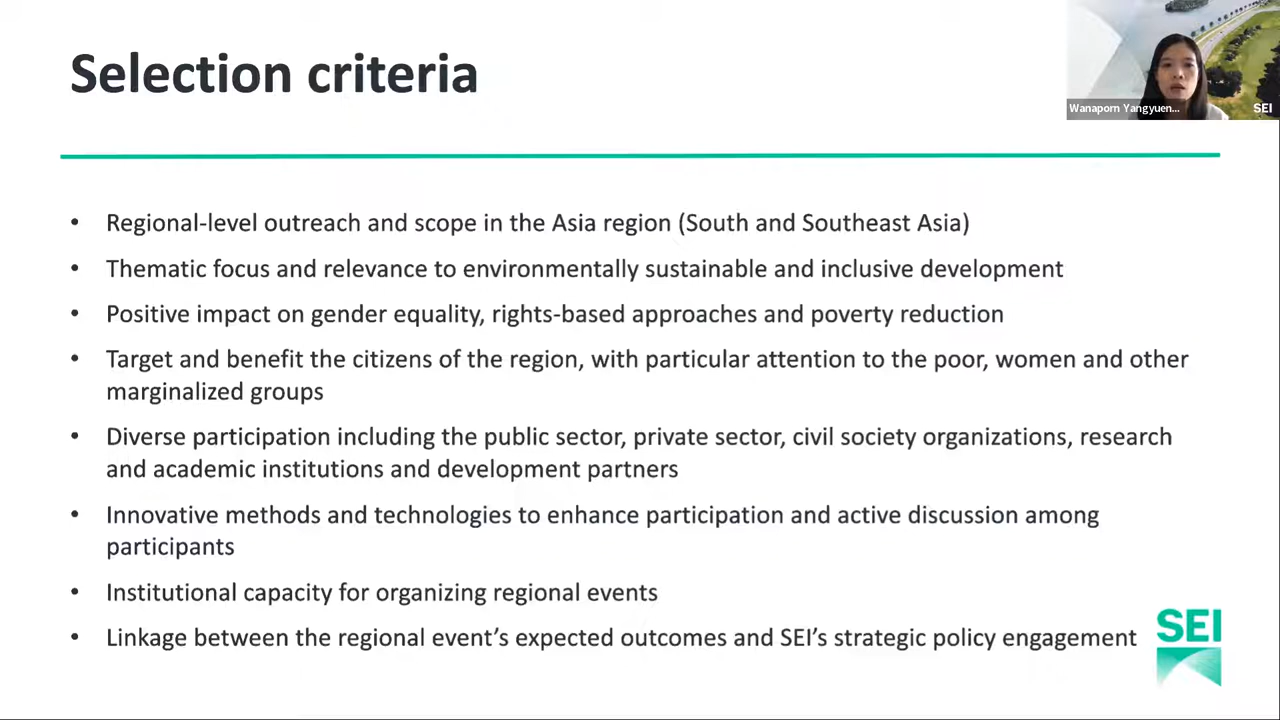 Selection criteria
Wanaporn Yangyuen...
SEI
• Regional-level outreach and scope in the Asia region (South and Southeast Asia)
• Thematic focus and relevance to environmentally sustainable and inclusive development
• Positive impact on gender equality, rights-based approaches and poverty reduction
• Target and benefit the citizens of the region, with particular attention to the poor, women and other
marginalized groups
• Diverse participation including the public sector, private sector, civil society organizations, research
and academic institutions and development partners
• Innovative methods and technologies to enhance participation and active discussion among
participants
• Institutional capacity for organizing regional events
• Linkage between the regional event’s expected outcomes and SEI’s strategic policy engagement
SEI